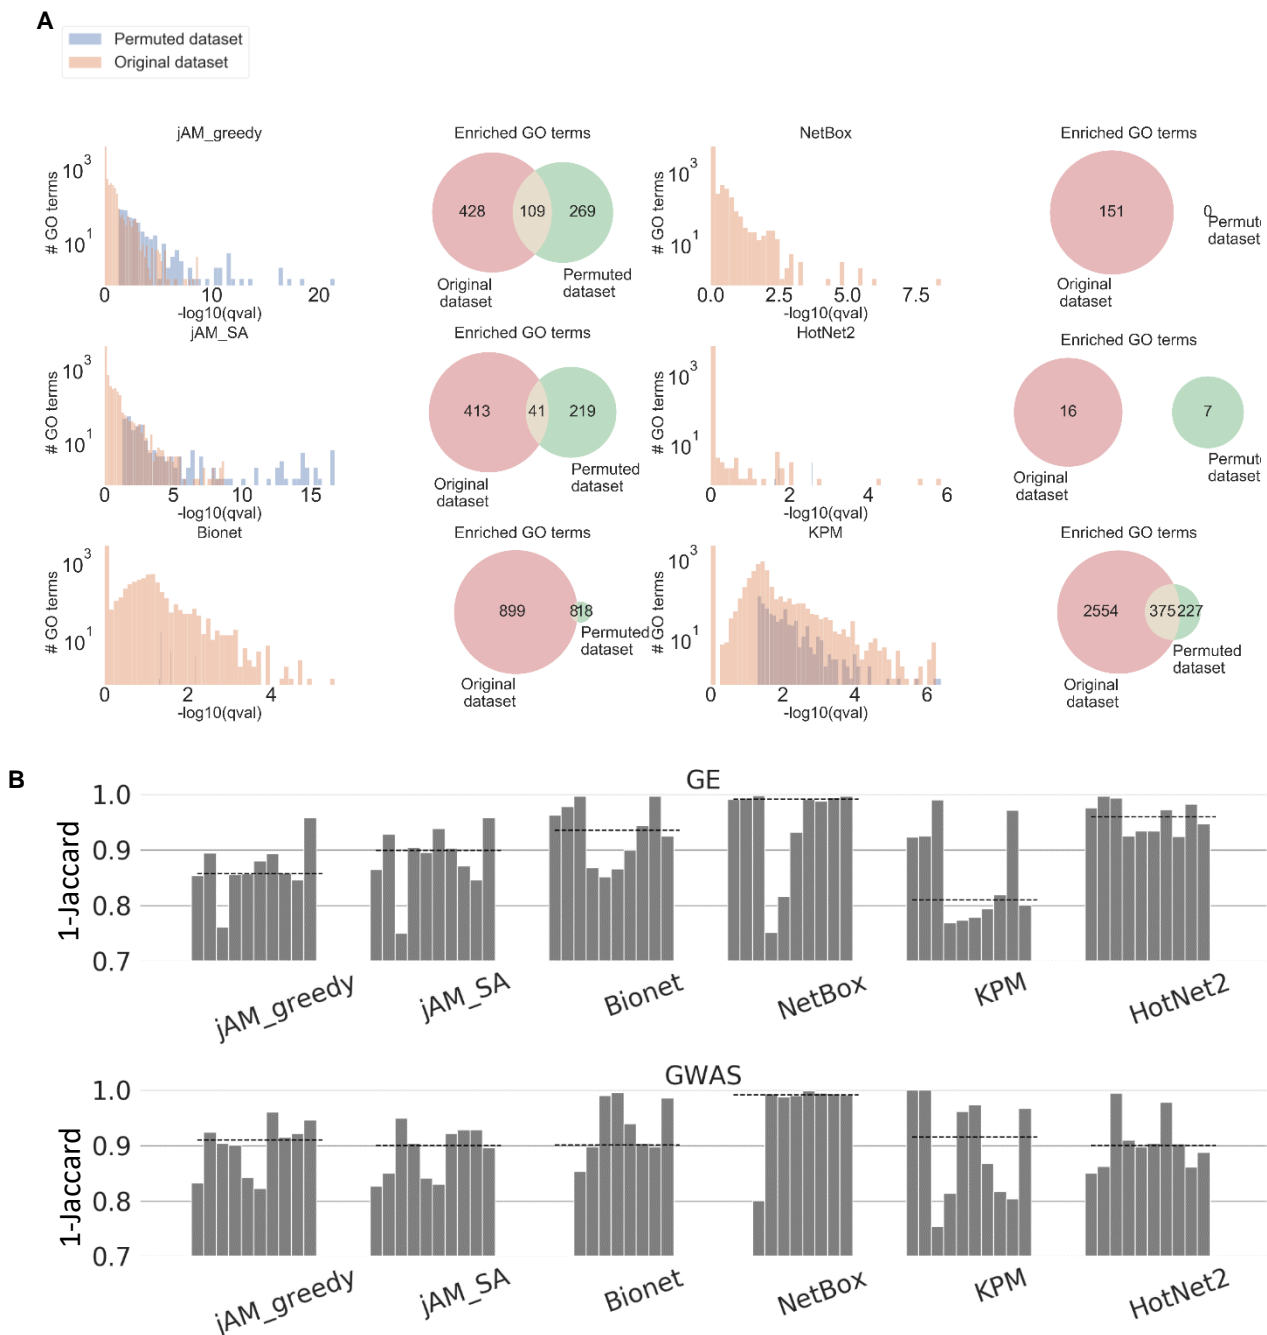 A
Permuted dataset
Original dataset
jAM_greedy
# GO terms
10^3
10^1
0 10 20
-log10(qval)
Enriched GO terms
428 109 269
Original
dataset
Permuted
dataset
NetBox
# GO terms
10^3
10^1
0.0 2.5 5.0 7.5
-log10(qval)
Enriched GO terms
151 0
Original
dataset
Permut
dataset
jAM_SA
# GO terms
10^3
10^1
0 5 10 15
-log10(qval)
Enriched GO terms
413 41 219
Original
dataset
Permuted
dataset
HotNet2
# GO terms
10^3
10^1
0 2 4 6
-log10(qval)
Enriched GO terms
16 7
Original
dataset
Permut
dataset
Bionet
# GO terms
10^3
10^1
0 2 4
-log10(qval)
Enriched GO terms
899 8 18
Original
dataset
Permuted
dataset
KPM
# GO terms
10^3
10^1
0 2 4 6
-log10(qval)
Enriched GO terms
2554 375 227
Original
dataset
Permuted
dataset
B
GE
1-Jaccard
1.0
0.9
0.8
0.7
jAM_greedy jAM_SA Bionet NetBox KPM HotNet2
GWAS
1-Jaccard
1.0
0.9
0.8
0.7
jAM_greedy jAM_SA Bionet NetBox KPM HotNet2